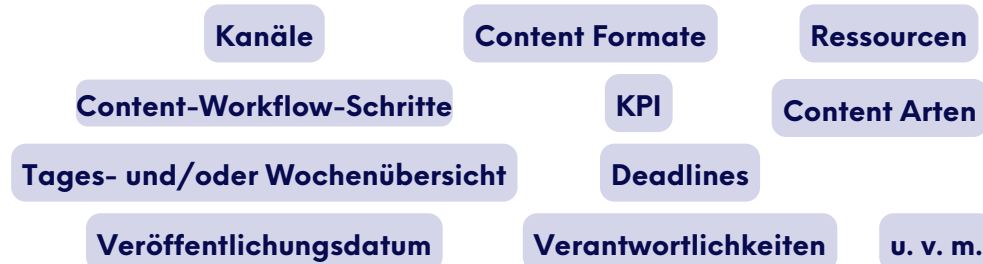 Kanäle Content Formate Ressourcen
Content-Workflow-Schritte KPI Content Arten
Tages- und/oder Wochenübersicht Deadlines
Veröffentlichungsdatum Verantwortlichkeiten u. v. m.